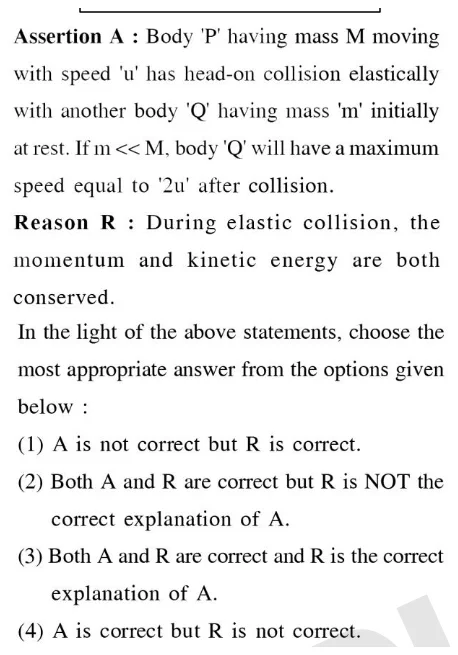 Assertion A : Body 'P' having mass M moving
with speed 'u' has head-on collision elastically
with another body 'Q' having mass 'm' initially
at rest. If m << M, body 'Q' will have a maximum
speed equal to '2u' after collision.
Reason R : During elastic collision, the
momentum and kinetic energy are both
conserved.
In the light of the above statements, choose the
most appropriate answer from the options given
below :
(1) A is not correct but R is correct.
(2) Both A and R are correct but R is NOT the
correct explanation of A.
(3) Both A and R are correct and R is the correct
explanation of A.
(4) A is correct but R is not correct.